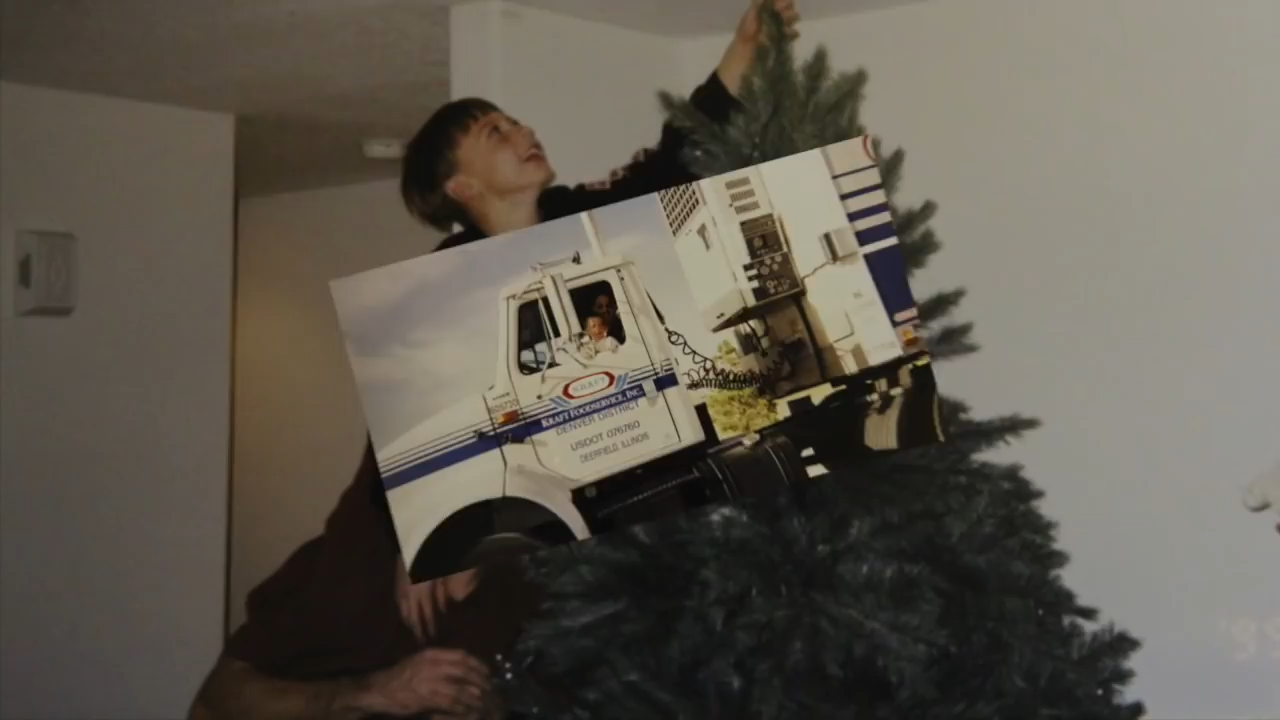 KRAFT
KRAFT FOODSERVICE, INC.
DENVER DISTRICT
USDOT 076760
DEERFIELD, ILLINOIS